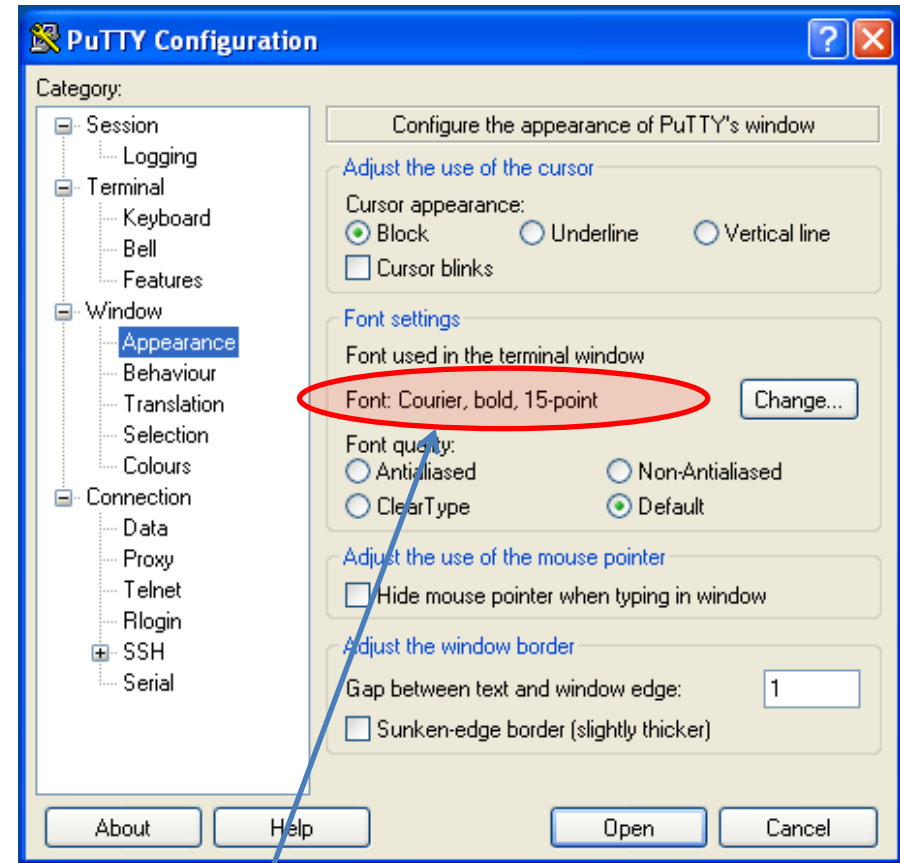 PuTTY Configuration
Category:
Session
Logging
Terminal
Keyboard
Bell
Features
Window
Appearance
Behaviour
Translation
Selection
Colours
Connection
Data
Proxy
Telnet
Rlogin
SSH
Serial
Configure the appearance of PuTTY's window
Adjust the use of the cursor
Cursor appearance:
Block Underline Vertical line
Cursor blinks
Font settings
Font used in the terminal window
Font: Courier, bold, 15-point Change...
Font quality:
Antialiased Non-Antialiased
ClearType Default
Adjust the use of the mouse pointer
Hide mouse pointer when typing in window
Adjust the window border
Gap between text and window edge: 1
Sunken-edge border (slightly thicker)
About Help Open Cancel